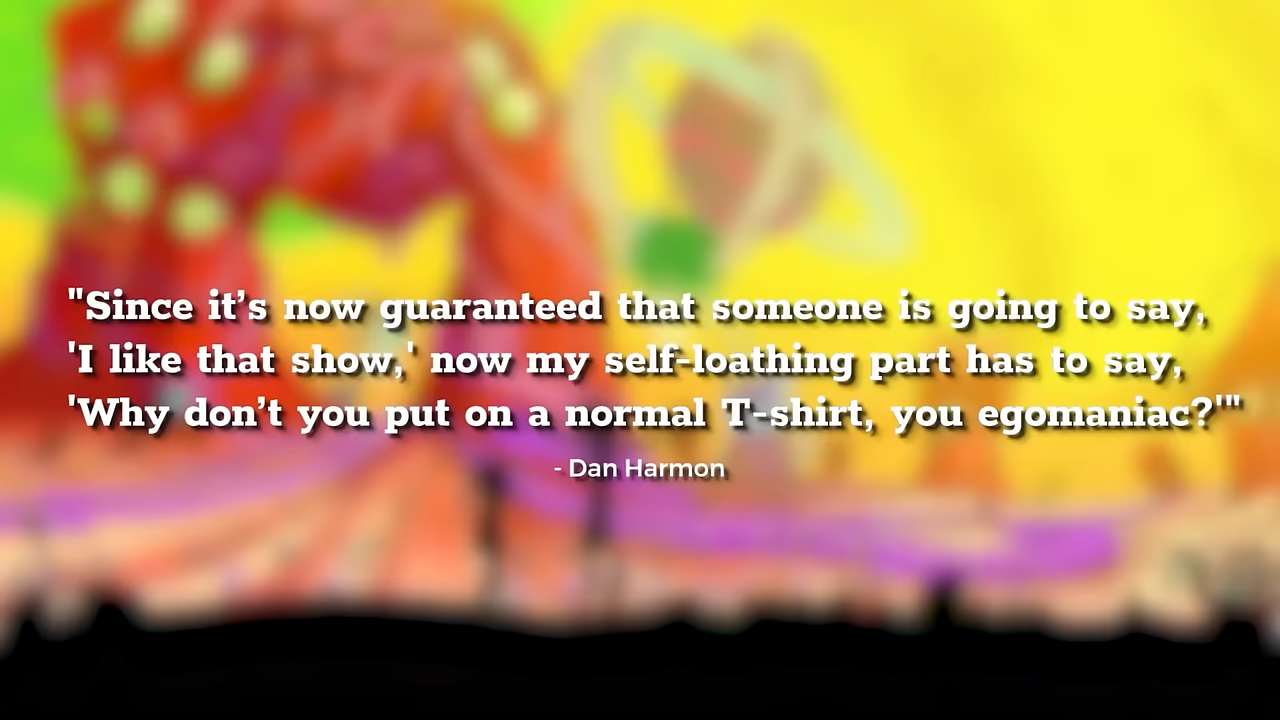 "Since it’s now guaranteed that someone is going to say,
'I like that show,' now my self-loathing part has to say,
'Why don’t you put on a normal T-shirt, you egomaniac?'"
- Dan Harmon